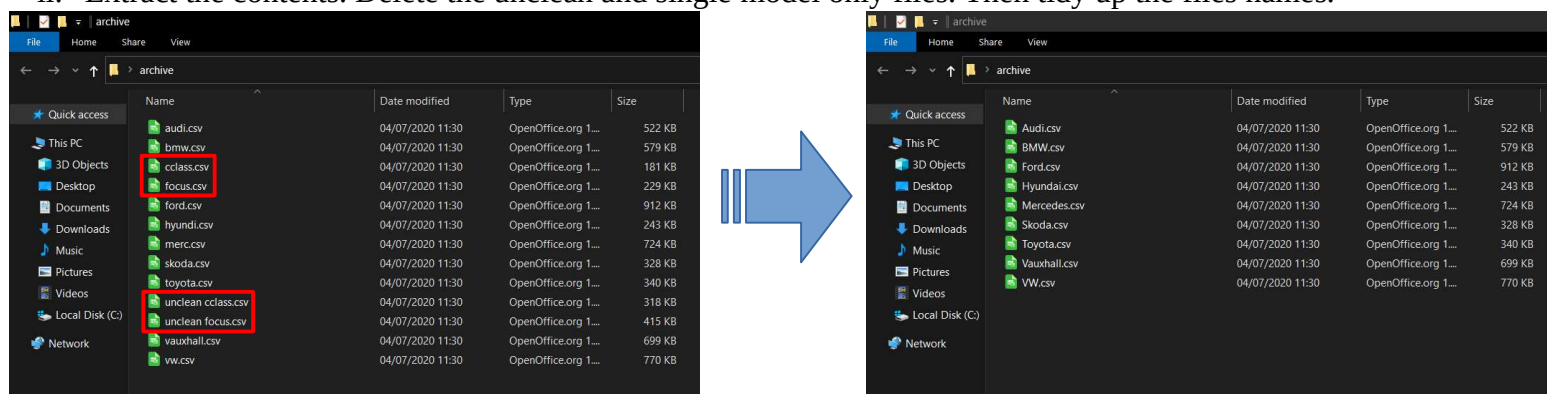 ii. Extract the contents. Delete the unclean and single model only files. Then tidy up the files names.
archive
File Home Share View
archive
Name Date modified Type Size
Quick access
This PC
3D Objects
Desktop
Documents
Downloads
Music
Pictures
Videos
Local Disk (C:)
Network
audi.csv 04/07/2020 11:30 OpenOffice.org 1.... 522 KB
bmw.csv 04/07/2020 11:30 OpenOffice.org 1.... 579 KB
cclass.csv 04/07/2020 11:30 OpenOffice.org 1.... 181 KB
focus.csv 04/07/2020 11:30 OpenOffice.org 1.... 229 KB
ford.csv 04/07/2020 11:30 OpenOffice.org 1.... 912 KB
hyundi.csv 04/07/2020 11:30 OpenOffice.org 1.... 243 KB
merc.csv 04/07/2020 11:30 OpenOffice.org 1.... 724 KB
skoda.csv 04/07/2020 11:30 OpenOffice.org 1.... 328 KB
toyota.csv 04/07/2020 11:30 OpenOffice.org 1.... 340 KB
unclean cclass.csv 04/07/2020 11:30 OpenOffice.org 1.... 318 KB
unclean focus.csv 04/07/2020 11:30 OpenOffice.org 1.... 415 KB
vauxhall.csv 04/07/2020 11:30 OpenOffice.org 1.... 699 KB
vw.csv 04/07/2020 11:30 OpenOffice.org 1.... 770 KB
archive
File Home Share View
archive
Name Date modified Type Size
Quick access
This PC
3D Objects
Desktop
Documents
Downloads
Music
Pictures
Videos
Local Disk (C:)
Network
Audi.csv 04/07/2020 11:30 OpenOffice.org 1.... 522 KB
BMW.csv 04/07/2020 11:30 OpenOffice.org 1.... 579 KB
Ford.csv 04/07/2020 11:30 OpenOffice.org 1.... 912 KB
Hyundai.csv 04/07/2020 11:30 OpenOffice.org 1.... 243 KB
Mercedes.csv 04/07/2020 11:30 OpenOffice.org 1.... 724 KB
Skoda.csv 04/07/2020 11:30 OpenOffice.org 1.... 328 KB
Toyota.csv 04/07/2020 11:30 OpenOffice.org 1.... 340 KB
Vauxhall.csv 04/07/2020 11:30 OpenOffice.org 1.... 699 KB
VW.csv 04/07/2020 11:30 OpenOffice.org 1.... 770 KB